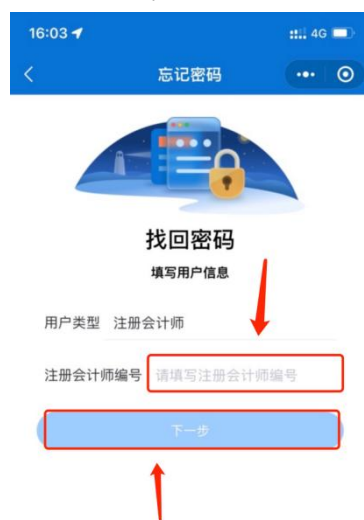 16:03 4G
忘记密码
找回密码
填写用户信息
用户类型 注册会计师
注册会计师编号 请填写注册会计师编号
下一步